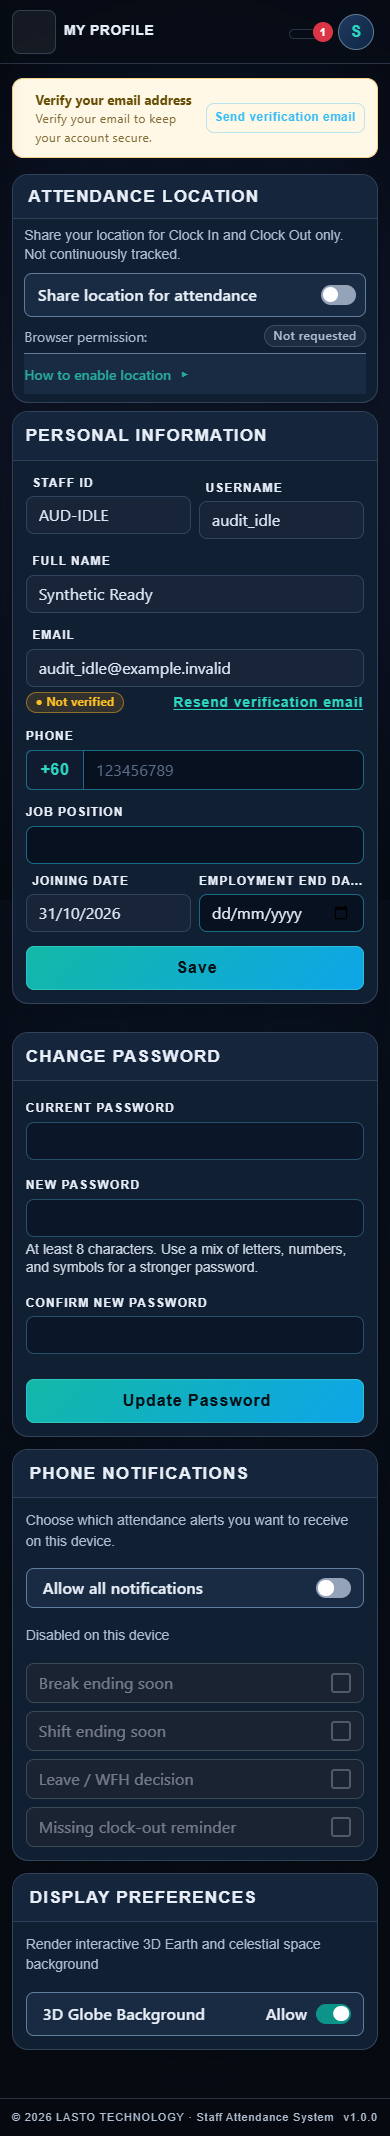 MY PROFILE
1
S
Verify your email address
Verify your email to keep
your account secure.
Send verification email
ATTENDANCE LOCATION
Share your location for Clock In and Clock Out only.
Not continuously tracked.
Share location for attendance
Browser permission:
Not requested
How to enable location
PERSONAL INFORMATION
STAFF ID
USERNAME
AUD-IDLE
audit_idle
FULL NAME
Synthetic Ready
EMAIL
audit_idle@example.invalid
Not verified
Resend verification email
PHONE
+60
123456789
JOB POSITION
JOINING DATE
EMPLOYMENT END DA...
31/10/2026
dd/mm/yyyy
Save
CHANGE PASSWORD
CURRENT PASSWORD
NEW PASSWORD
At least 8 characters. Use a mix of letters, numbers,
and symbols for a stronger password.
CONFIRM NEW PASSWORD
Update Password
PHONE NOTIFICATIONS
Choose which attendance alerts you want to receive
on this device.
Allow all notifications
Disabled on this device
Break ending soon
Shift ending soon
Leave / WFH decision
Missing clock-out reminder
DISPLAY PREFERENCES
Render interactive 3D Earth and celestial space
background
3D Globe Background
Allow
© 2026 LASTO TECHNOLOGY · Staff Attendance System v1.0.0